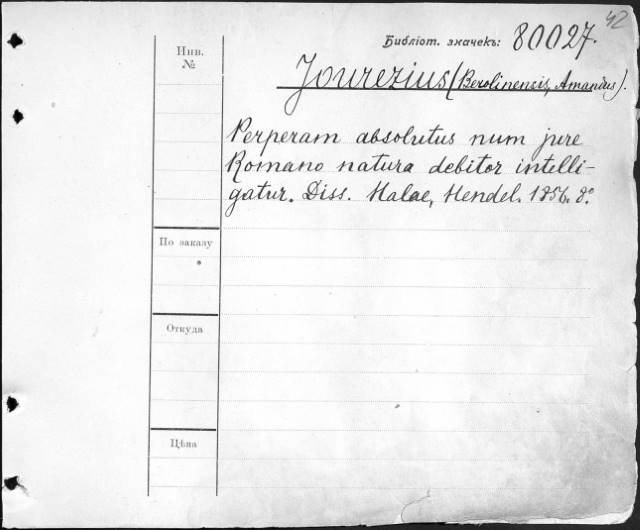 42
Библіот. значекъ: 80027.
Инв.
№
Jourezius (Berolinensis, Amandus).
Perperam absolutus num jure
Romano natura debitor intelli-
gatur. Diss. Halae, Hendel. 1856. 8°.
По заказу
Откуда
Цѣна